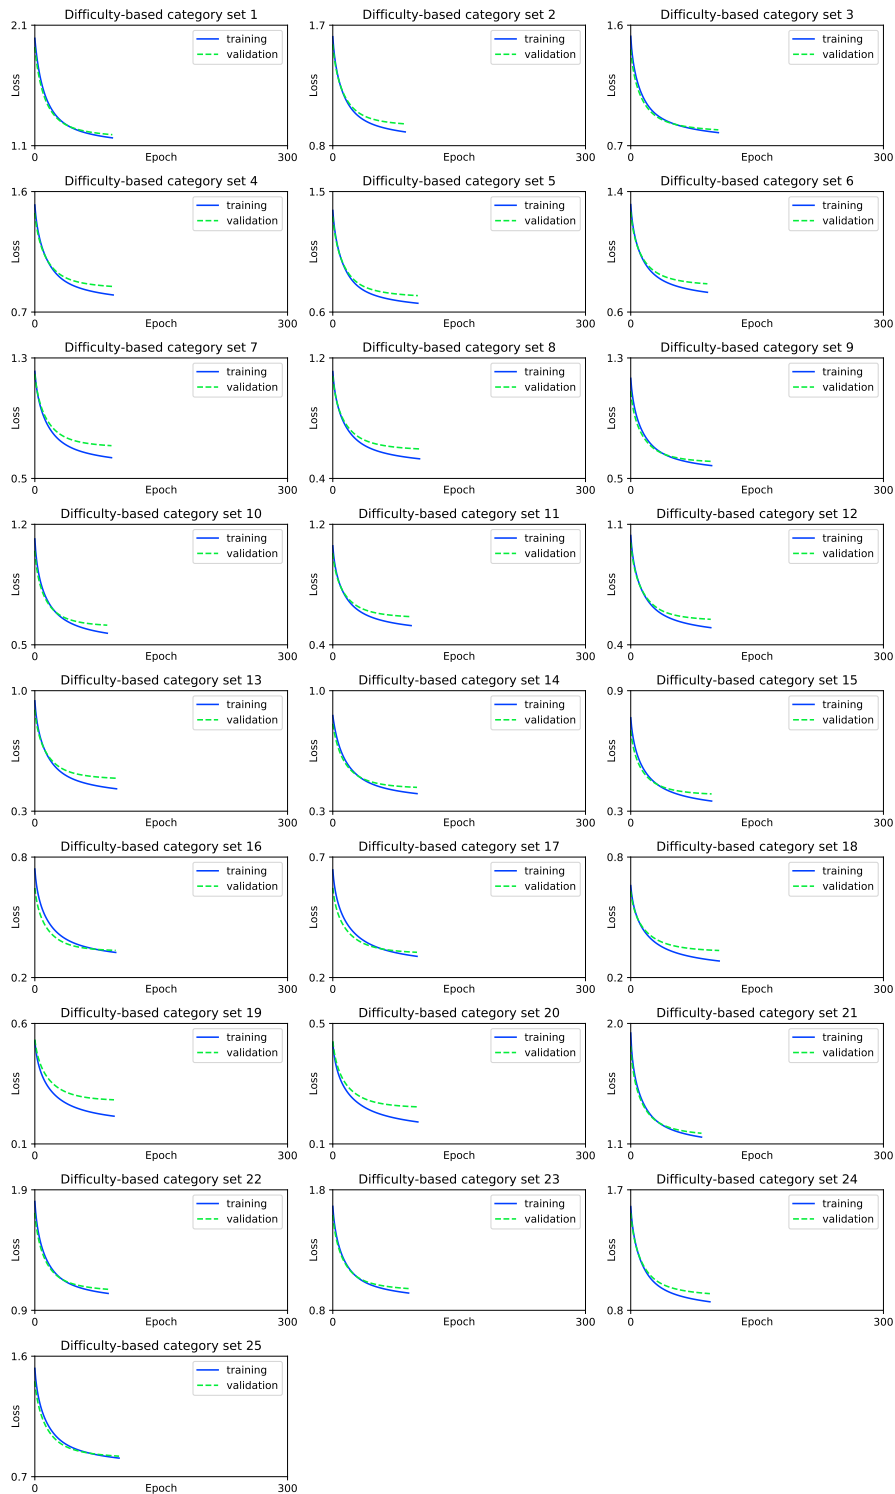 Difficulty-based category set 1
2.1
training
validation
Loss
1.1
0
Epoch
300
Difficulty-based category set 2
1.7
training
validation
Loss
0.8
0
Epoch
300
Difficulty-based category set 3
1.6
training
validation
Loss
0.7
0
Epoch
300
Difficulty-based category set 4
1.6
training
validation
Loss
0.7
0
Epoch
300
Difficulty-based category set 5
1.5
training
validation
Loss
0.6
0
Epoch
300
Difficulty-based category set 6
1.4
training
validation
Loss
0.6
0
Epoch
300
Difficulty-based category set 7
1.3
training
validation
Loss
0.5
0
Epoch
300
Difficulty-based category set 8
1.2
training
validation
Loss
0.4
0
Epoch
300
Difficulty-based category set 9
1.3
training
validation
Loss
0.5
0
Epoch
300
Difficulty-based category set 10
1.2
training
validation
Loss
0.5
0
Epoch
300
Difficulty-based category set 11
1.2
training
validation
Loss
0.4
0
Epoch
300
Difficulty-based category set 12
1.1
training
validation
Loss
0.4
0
Epoch
300
Difficulty-based category set 13
1.0
training
validation
Loss
0.3
0
Epoch
300
Difficulty-based category set 14
1.0
training
validation
Loss
0.3
0
Epoch
300
Difficulty-based category set 15
0.9
training
validation
Loss
0.3
0
Epoch
300
Difficulty-based category set 16
0.8
training
validation
Loss
0.2
0
Epoch
300
Difficulty-based category set 17
0.7
training
validation
Loss
0.2
0
Epoch
300
Difficulty-based category set 18
0.8
training
validation
Loss
0.2
0
Epoch
300
Difficulty-based category set 19
0.6
training
validation
Loss
0.1
0
Epoch
300
Difficulty-based category set 20
0.5
training
validation
Loss
0.1
0
Epoch
300
Difficulty-based category set 21
2.0
training
validation
Loss
1.1
0
Epoch
300
Difficulty-based category set 22
1.9
training
validation
Loss
0.9
0
Epoch
300
Difficulty-based category set 23
1.8
training
validation
Loss
0.8
0
Epoch
300
Difficulty-based category set 24
1.7
training
validation
Loss
0.8
0
Epoch
300
Difficulty-based category set 25
1.6
training
validation
Loss
0.7
0
Epoch
300